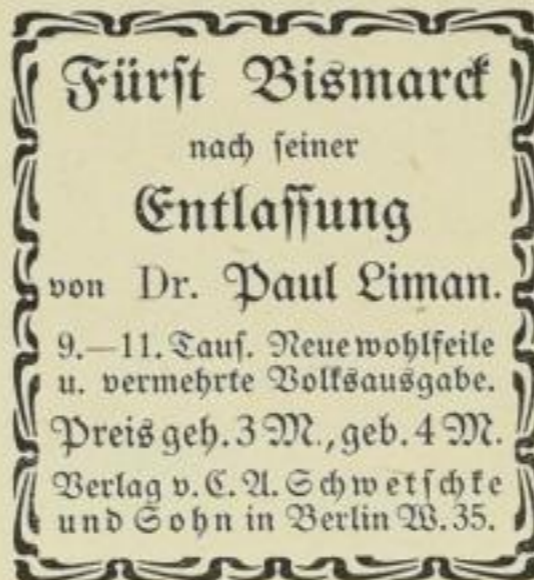 Fürſt Bismarck
nach ſeiner
Entlaſſung
von Dr. Paul Liman.
9.—11. Tauſ. Neue wohlfeile
u. vermehrte Volksausgabe.
Preis geh. 3 M., geb. 4 M.
Verlag v. C. A. Schwetſchke
und Sohn in Berlin W. 35.